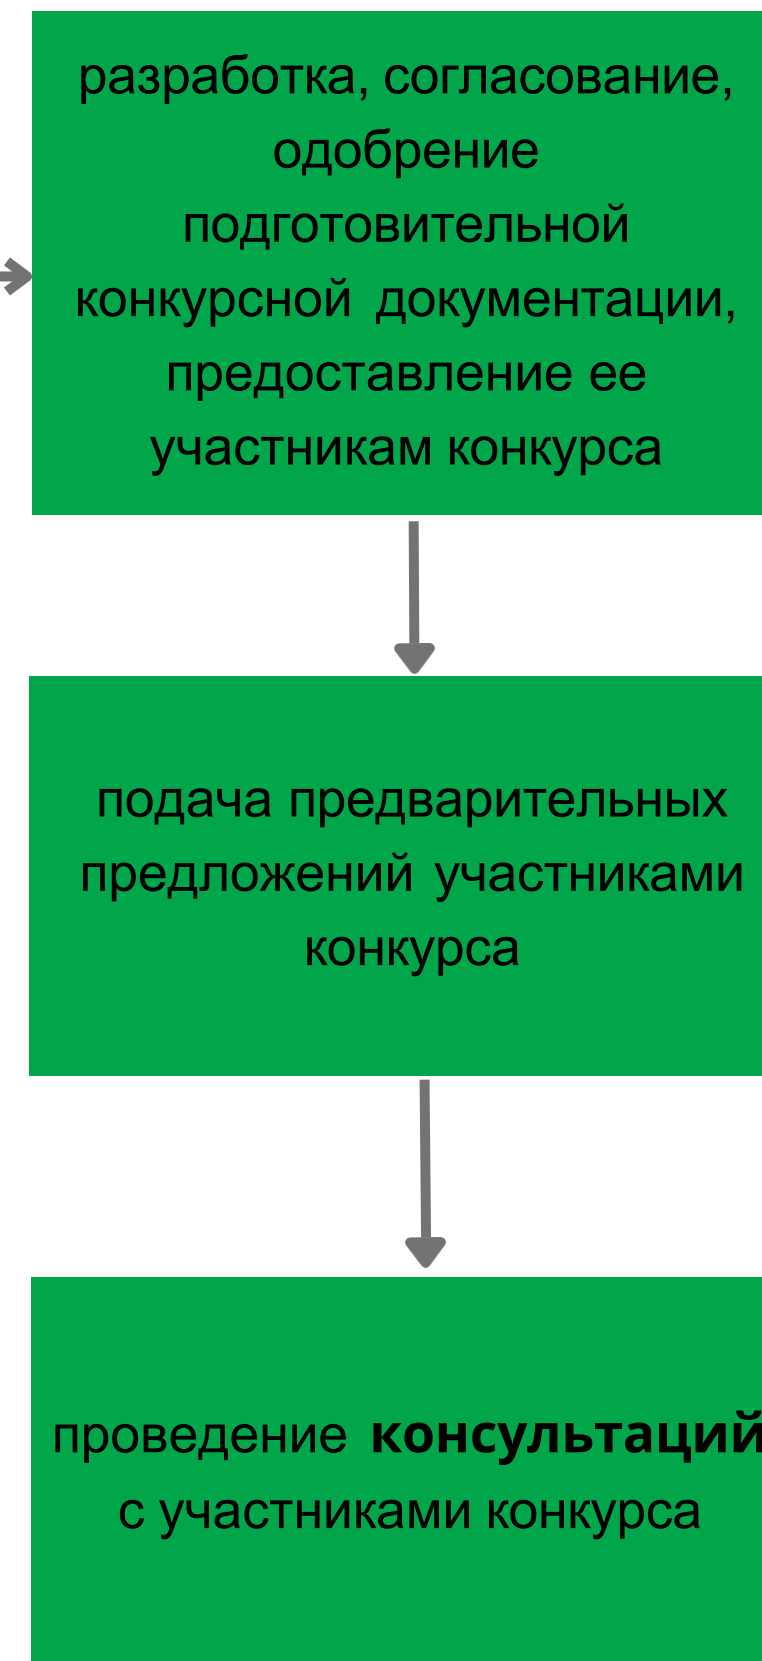 разработка, согласование,
одобрение
подготовительной
конкурсной документации,
предоставление ее
участникам конкурса
подача предварительных
предложений участниками
конкурса
проведение консультаций
с участниками конкурса